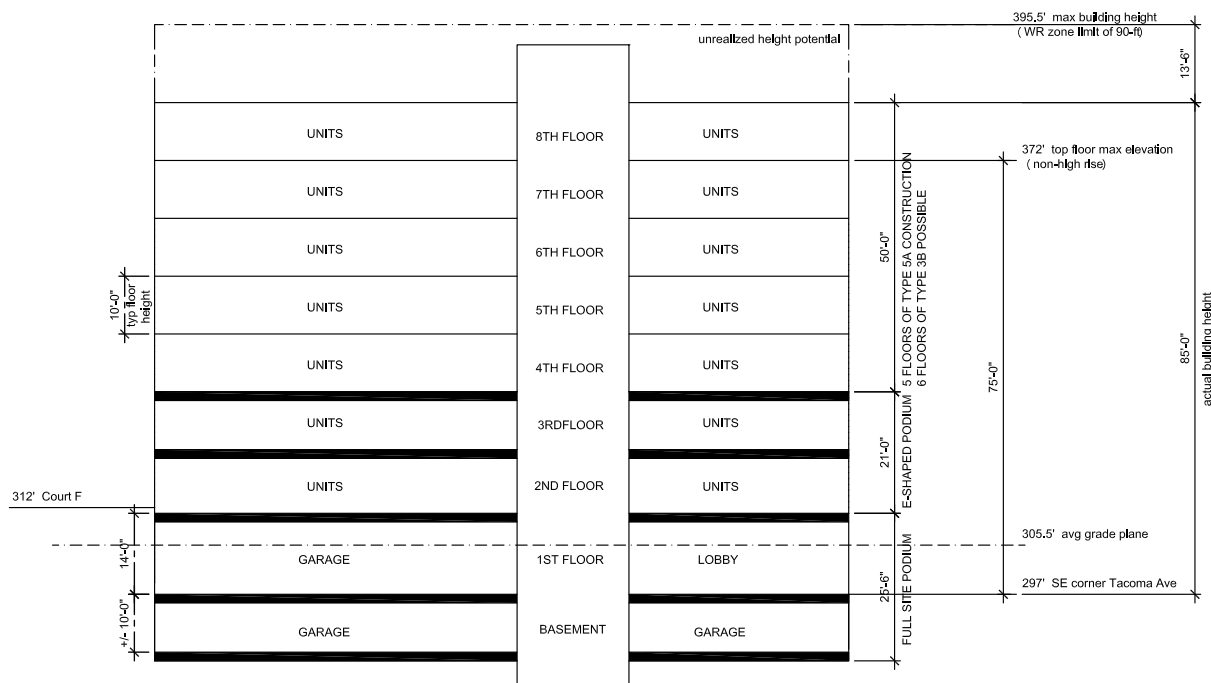 395.5' max building height
( WR zone limit of 90-ft)
unrealized height potential
13'-6"
UNITS 8TH FLOOR UNITS
372' top floor max elevation
( non-high rise)
UNITS 7TH FLOOR UNITS
UNITS 6TH FLOOR UNITS
10'-0"
typ floor
height
UNITS 5TH FLOOR UNITS
UNITS 4TH FLOOR UNITS
50'-0"
5 FLOORS OF TYPE 5A CONSTRUCTION
6 FLOORS OF TYPE 3B POSSIBLE
75'-0"
85'-0"
actual building height
UNITS 3RDFLOOR UNITS
21'-0"
E-SHAPED PODIUM
UNITS 2ND FLOOR UNITS
312' Court F
14'-0"
305.5' avg grade plane
GARAGE 1ST FLOOR LOBBY
25'-6"
FULL SITE PODIUM
297' SE corner Tacoma Ave
+/- 10'-0"
GARAGE BASEMENT GARAGE